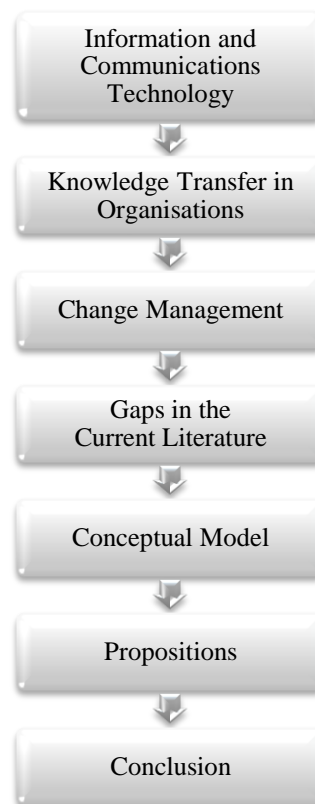 Information and
Communications
Technology
Knowledge Transfer in
Organisations
Change Management
Gaps in the
Current Literature
Conceptual Model
Propositions
Conclusion